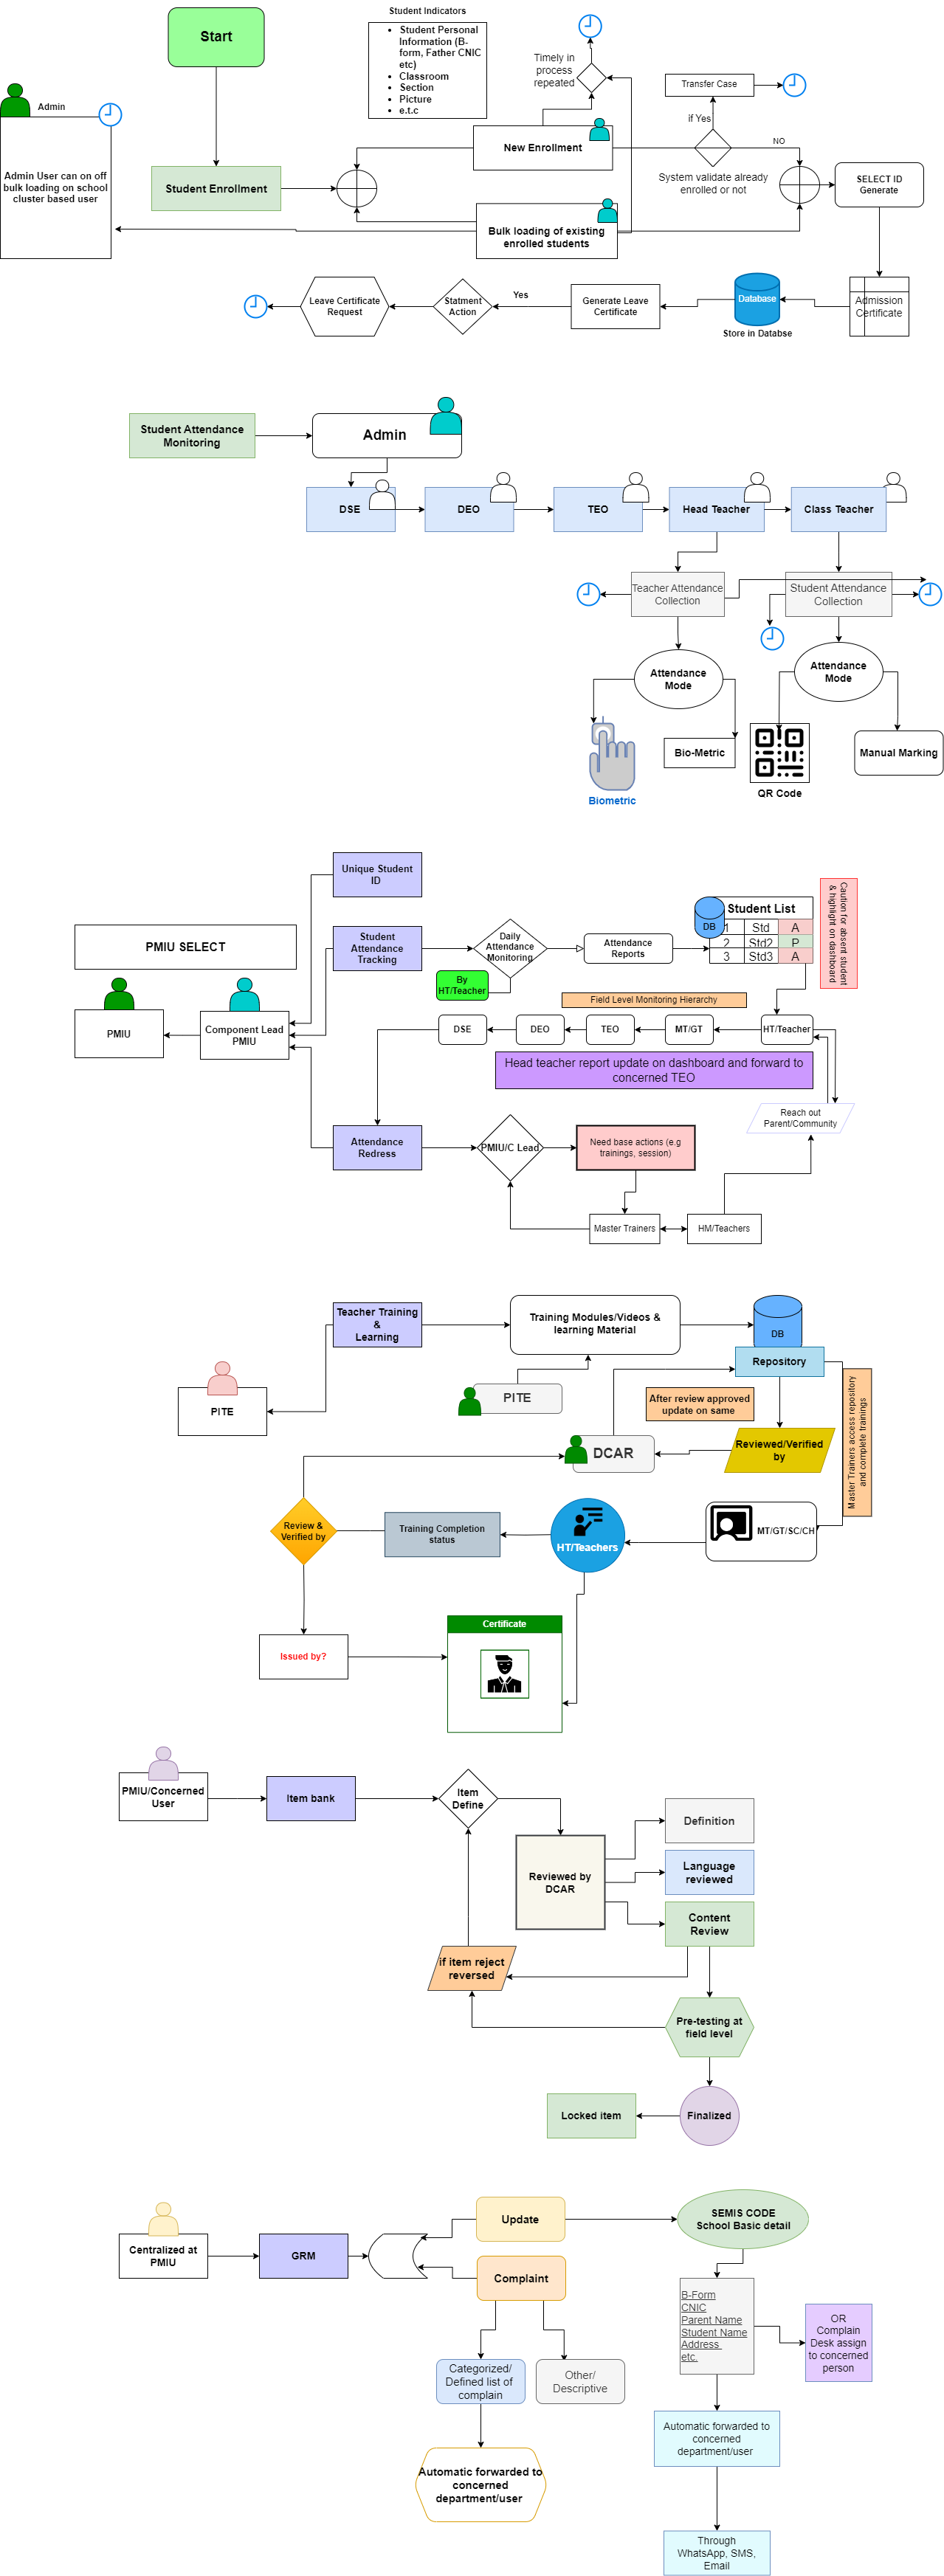 Start
Student Indicators
Student Personal
Information (B-
form, Father CNIC
etc)
Classroom
Section
Picture
e.t.c
Timely in
process
repeated
Transfer Case
if Yes
NO
Admin
Admin User can on off
bulk loading on school
cluster based user
Student Enrollment
New Enrollment
System validate already
enrolled or not
SELECT ID
Generate
Bulk loading of existing
enrolled students
Leave Certificate
Request
Statment
Action
Yes
Generate Leave
Certificate
Database
Store in Databse
Admission
Certificate
Student Attendance
Monitoring
Admin
DSE
DEO
TEO
Head Teacher
Class Teacher
Teacher Attendance
Collection
Student Attendance
Collection
Attendance
Mode
Attendance
Mode
Bio-Metric
Manual Marking
Biometric
QR Code
Unique Student
ID
PMIU SELECT
Student
Attendance
Tracking
Daily
Attendance
Monitoring
Attendance
Reports
DB
Student List
1 Std A
2 Std2 P
3 Std3 A
Caution for absent student
& highlight on dashboard
By
HT/Teacher
Field Level Monitoring Hierarchy
PMIU
Component Lead
PMIU
DSE
DEO
TEO
MT/GT
HT/Teacher
Head teacher report update on dashboard and forward to
concerned TEO
Reach out
Parent/Community
Attendance
Redress
PMIU/C Lead
Need base actions (e.g
trainings, session)
Master Trainers
HM/Teachers
Teacher Training
&
Learning
Training Modules/Videos &
learning Material
DB
Repository
PITE
PITE
After review approved
update on same
Master Trainers access repository
and complete trainings
DCAR
Reviewed/Verified
by
Review &
Verified by
Training Completion
status
HT/Teachers
MT/GT/SC/CH
Issued by?
Certificate
PMIU/Concerned
User
Item bank
Item
Define
Reviewed by
DCAR
Definition
Language
reviewed
Content
Review
if item reject
reversed
Pre-testing at
field level
Locked item
Finalized
Centralized at
PMIU
GRM
Update
Complaint
SEMIS CODE
School Basic detail
B-Form
CNIC
Parent Name
Student Name
Address
etc.
OR
Complain
Desk assign
to concerned
person
Categorized/
Defined list of
complain
Other/
Descriptive
Automatic forwarded to
concerned
department/user
Automatic forwarded to
concerned
department/user
Through
WhatsApp, SMS,
Email